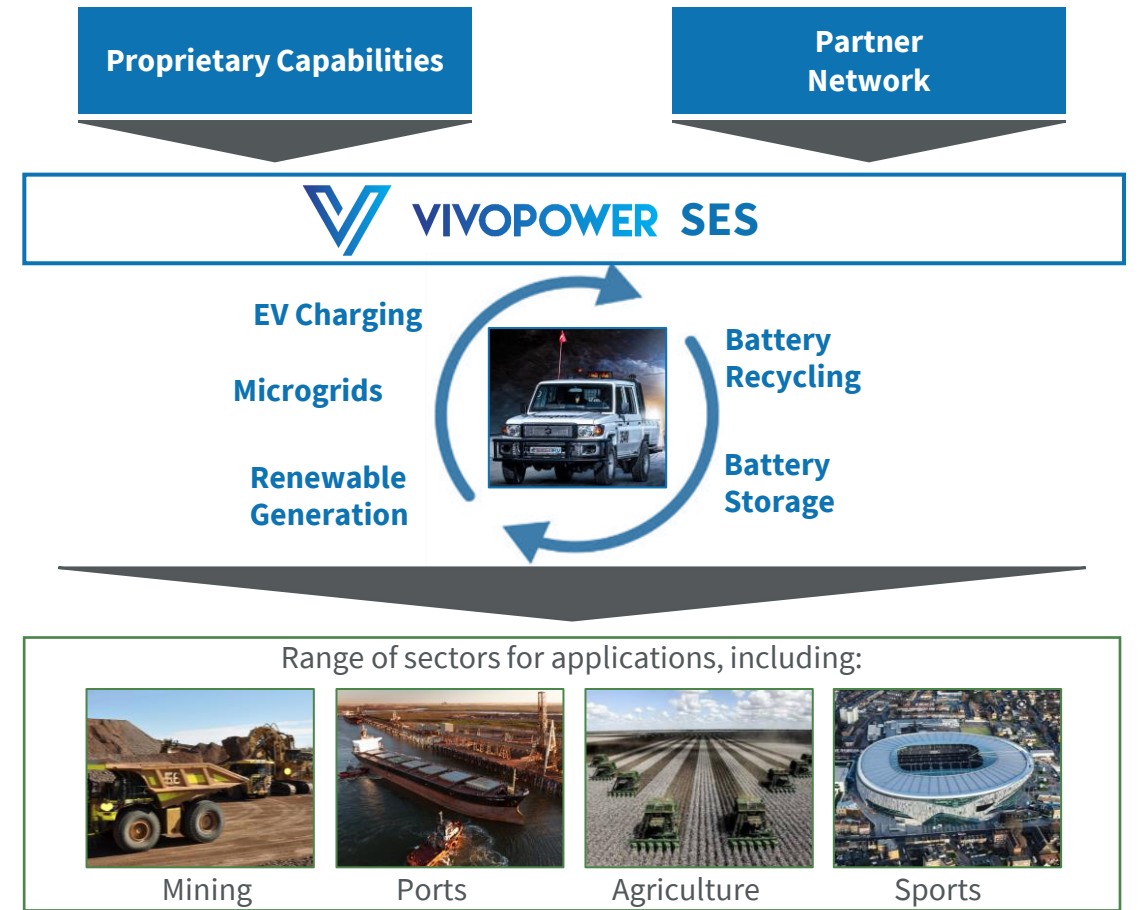 Proprietary Capabilities
Partner
Network
VIVOPOWER SES
EV Charging
Microgrids
Renewable
Generation
Battery
Recycling
Battery
Storage
Range of sectors for applications, including:
Mining
Ports
Agriculture
Sports